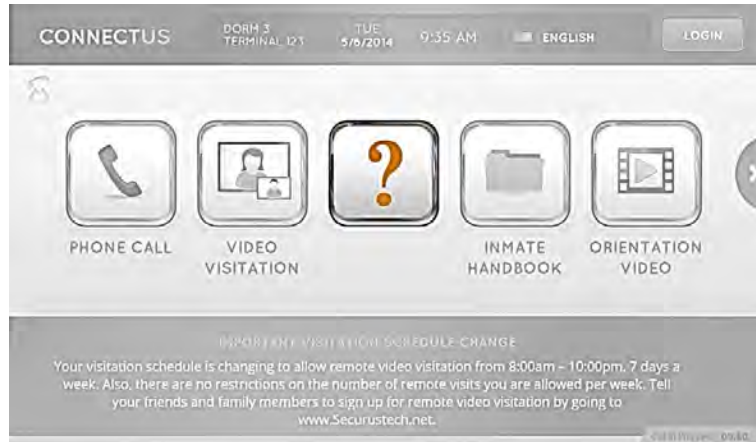 CONNECTUS
DORM 3
TERMINAL 123
TUE
5/6/2014
9:35 AM
ENGLISH
LOGIN
?
PHONE CALL
VIDEO
VISITATION
INMATE
HANDBOOK
ORIENTATION
VIDEO
IMPORTANT VISITATION SCHEDULE CHANGE
Your visitation schedule is changing to allow remote video visitation from 8:00am – 10:00pm, 7 days a
week. Also, there are no restrictions on the number of remote visits you are allowed per week. Tell
your friends and family members to sign up for remote video visitation by going to
www.Securustech.net.